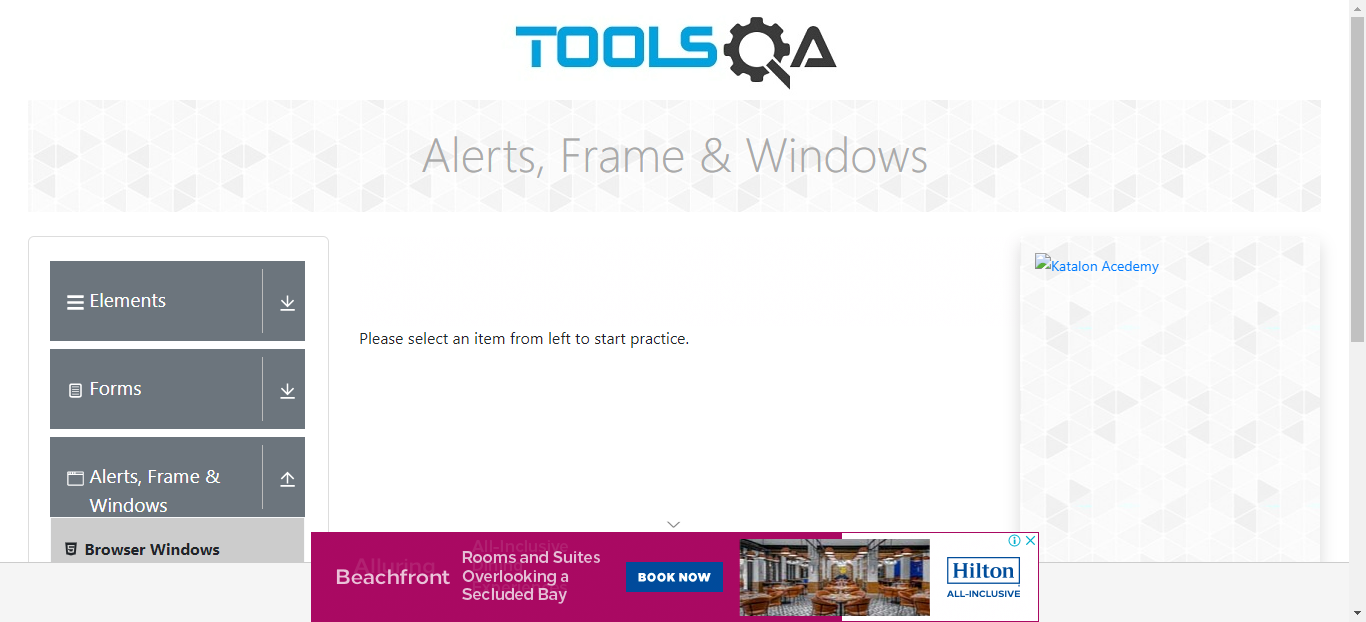 TOOLSQA
Alerts, Frame & Windows
Elements
Forms
Alerts, Frame &
Windows
Browser Windows
Please select an item from left to start practice.
Katalon Acedemy
Beachfront
Alluring
All-Inclusive
Rooms and Suites
Overlooking a
Secluded Bay
BOOK NOW
Hilton
ALL-INCLUSIVE